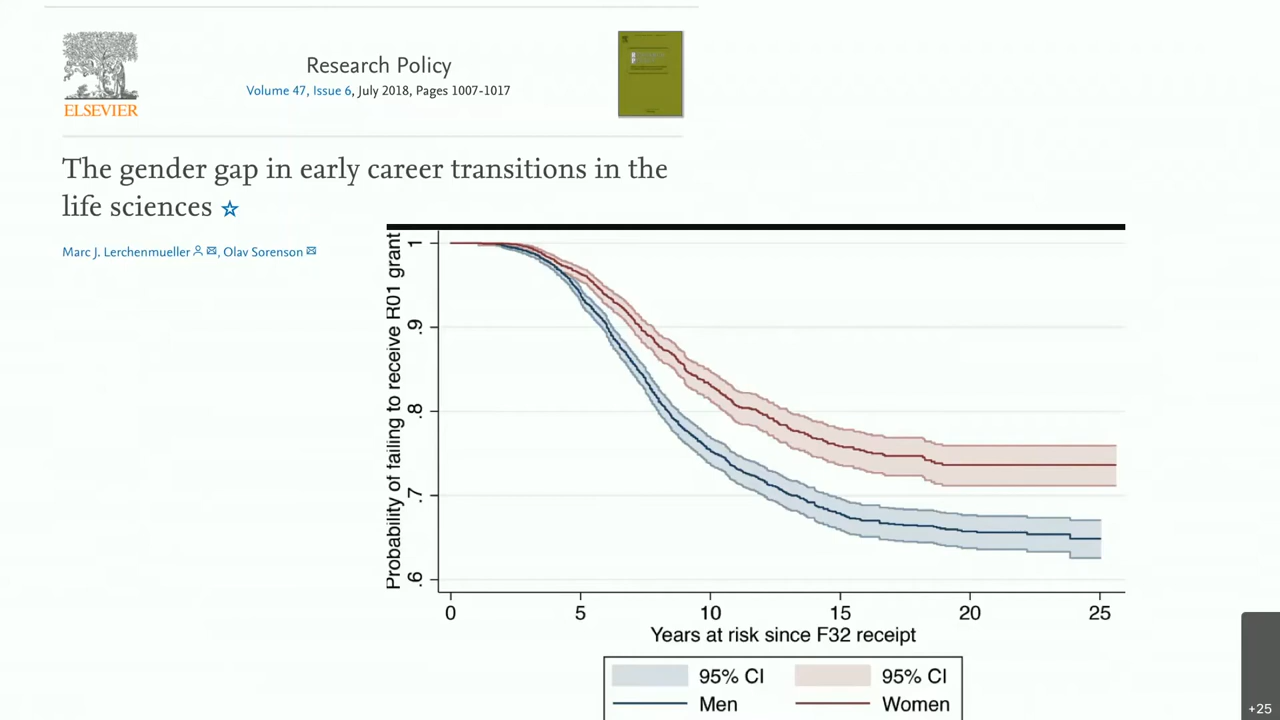 ELSEVIER
Research Policy
Volume 47, Issue 6, July 2018, Pages 1007-1017
The gender gap in early career transitions in the
life sciences ☆
Marc J. Lerchenmueller, Olav Sorenson
Probability of failing to receive R01 grant
1
.9
.8
.7
.6
0 5 10 15 20 25
Years at risk since F32 receipt
95% CI 95% CI
Men Women
+25